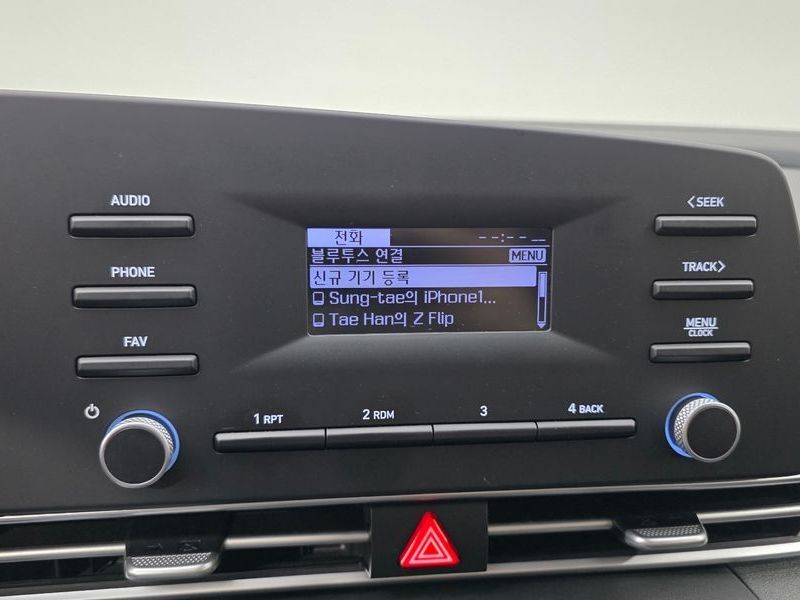 AUDIO
PHONE
FAV
전화
--:-- __
블루투스 연결 MENU
신규 기기 등록
Sung-tae의 iPhone1...
Tae Han의 Z Flip
<SEEK
TRACK>
MENU
CLOCK
1 RPT
2 RDM
3
4 BACK